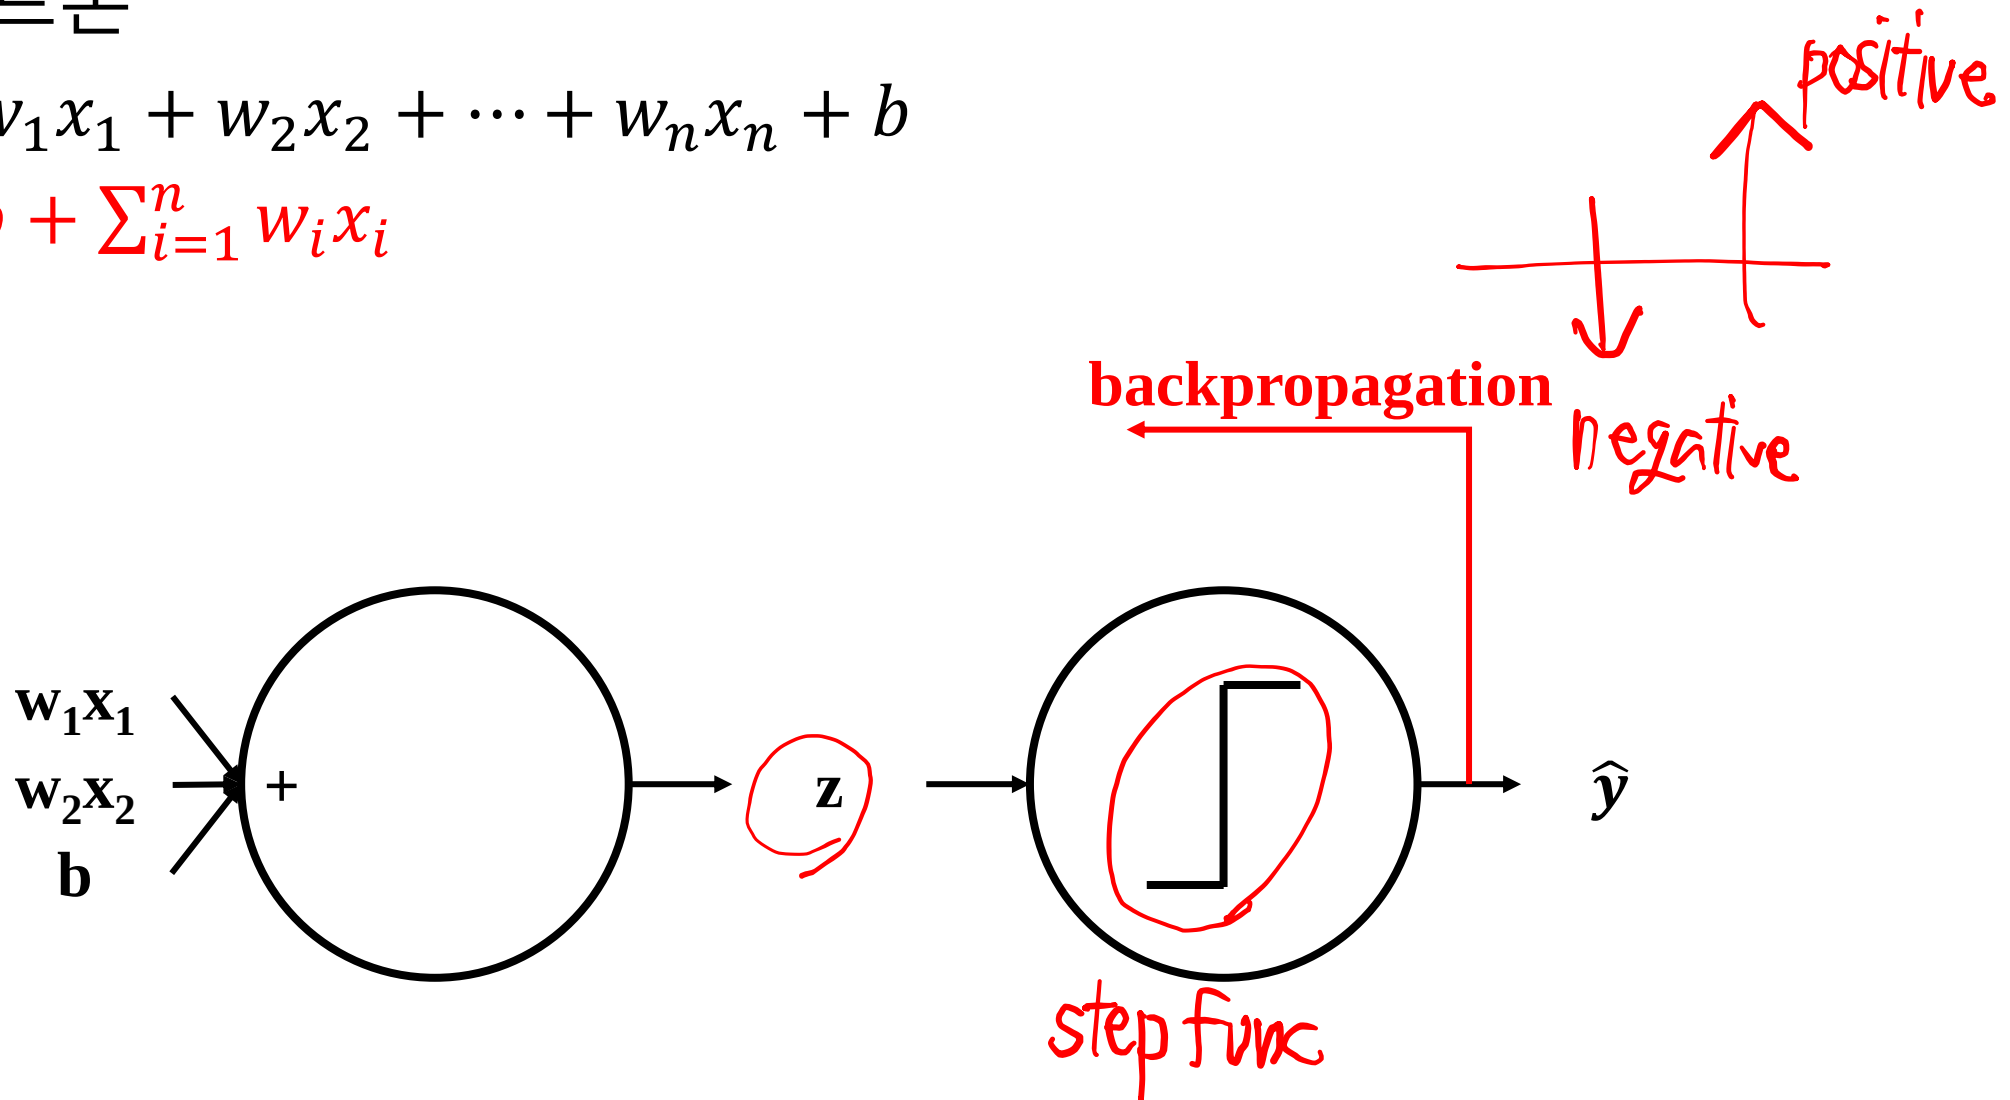 w₁x₁ + w₂x₂ + ⋯ + wₙxₙ + b
+ ∑ⁿᵢ₌₁ wᵢxᵢ
positive
backpropagation
negative
w₁x₁
w₂x₂
b
+
z
ŷ
step func